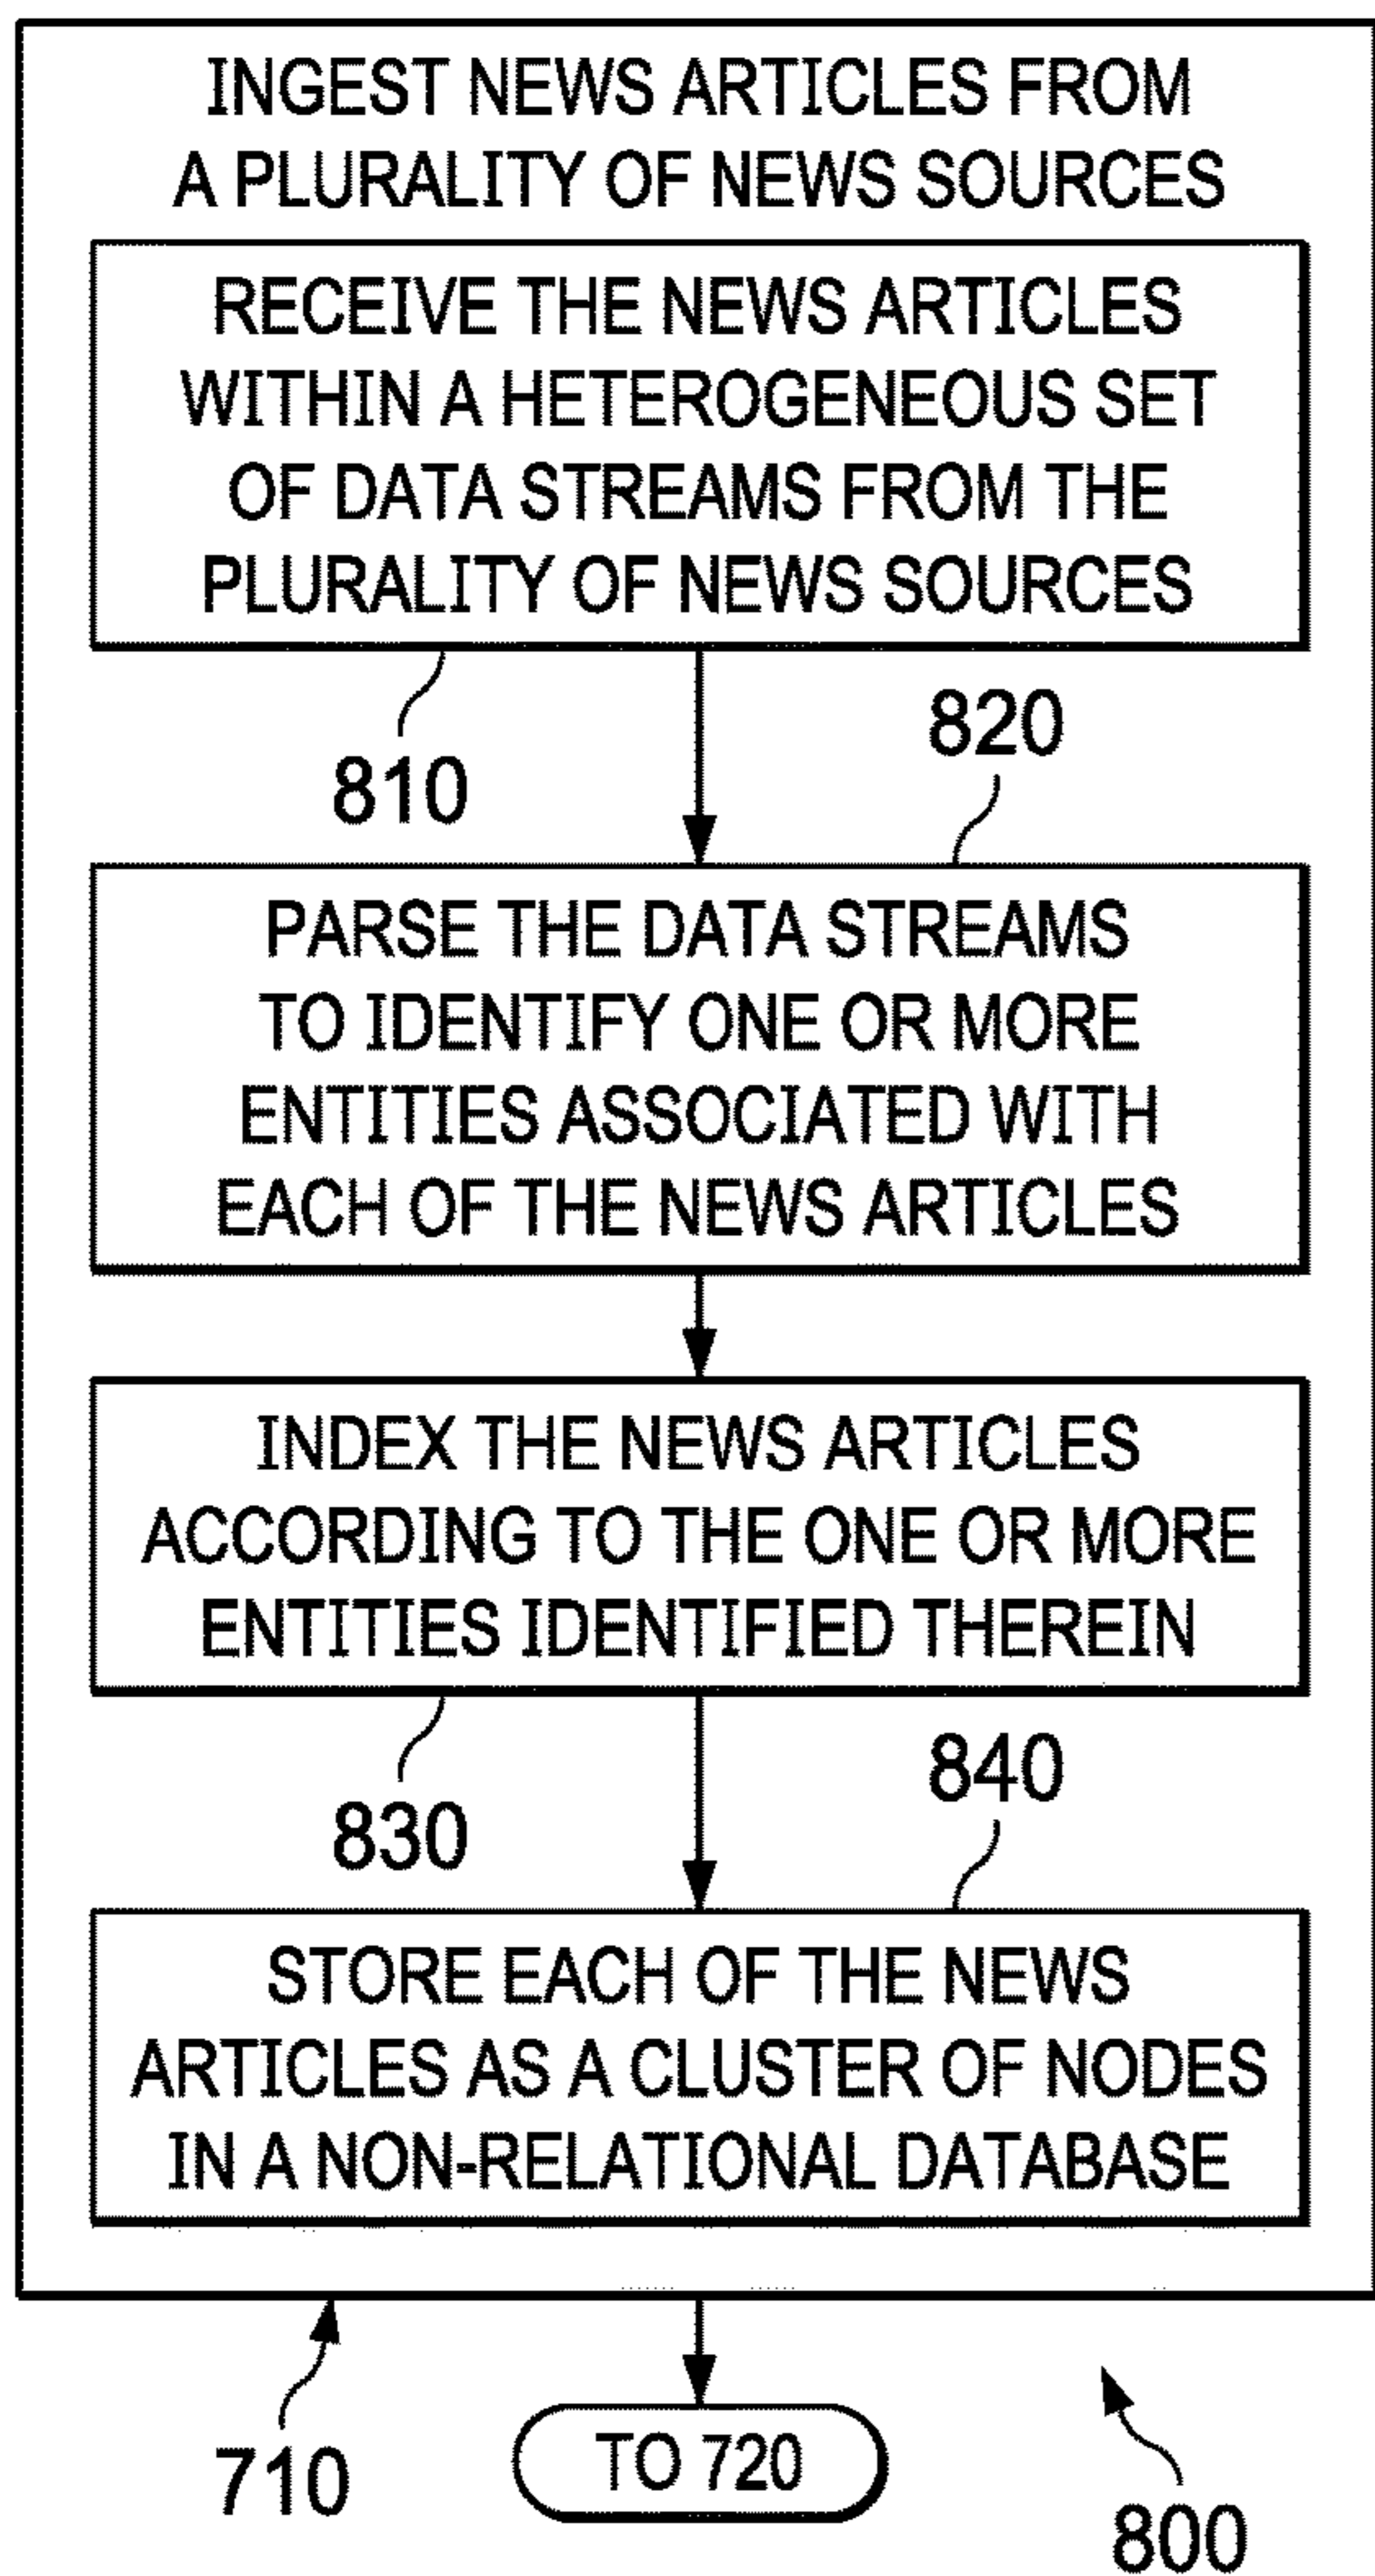 INGEST NEWS ARTICLES FROM
A PLURALITY OF NEWS SOURCES
RECEIVE THE NEWS ARTICLES
WITHIN A HETEROGENEOUS SET
OF DATA STREAMS FROM THE
PLURALITY OF NEWS SOURCES
810
820
PARSE THE DATA STREAMS
TO IDENTIFY ONE OR MORE
ENTITIES ASSOCIATED WITH
EACH OF THE NEWS ARTICLES
INDEX THE NEWS ARTICLES
ACCORDING TO THE ONE OR MORE
ENTITIES IDENTIFIED THEREIN
830
840
STORE EACH OF THE NEWS
ARTICLES AS A CLUSTER OF NODES
IN A NON-RELATIONAL DATABASE
710
TO 720
800